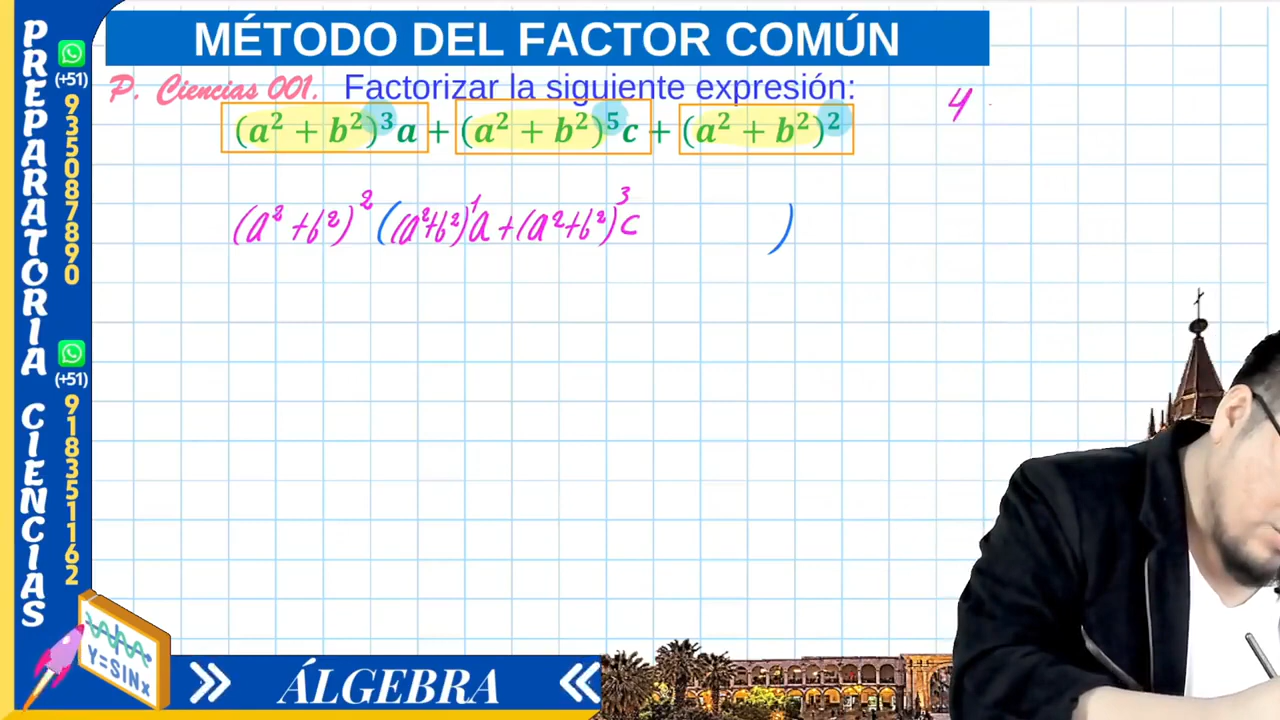 PREPARATORIA CIENCIAS
(+51) 935087890
(+51) 918351162
MÉTODO DEL FACTOR COMÚN
P. Ciencias 001. Factorizar la siguiente expresión:
(a² + b²)³a + (a² + b²)⁵c + (a² + b²)²
4
(a² + b²)² ((a²+b²)¹a + (a²+b²)³c )
Y=SINx
ÁLGEBRA